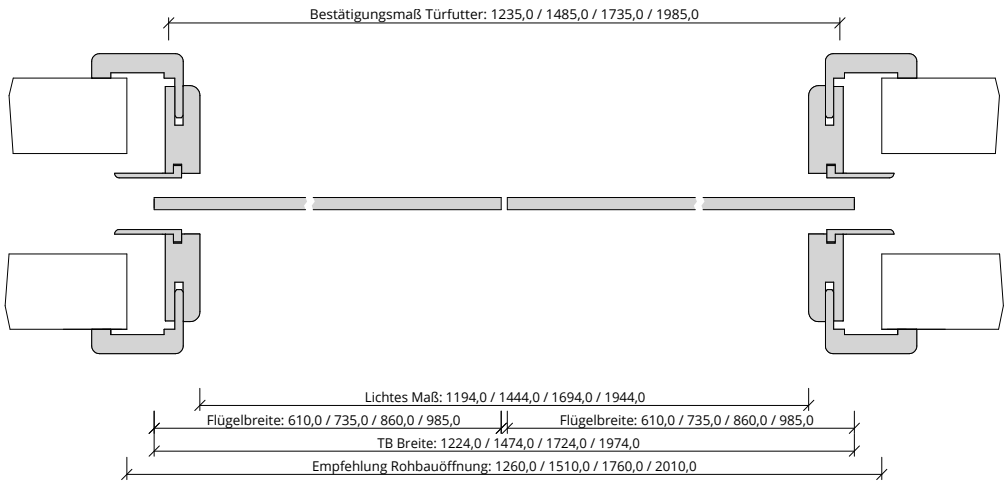 Bestätigungsmaß Türfutter: 1235,0 / 1485,0 / 1735,0 / 1985,0
Lichtes Maß: 1194,0 / 1444,0 / 1694,0 / 1944,0
Flügelbreite: 610,0 / 735,0 / 860,0 / 985,0
Flügelbreite: 610,0 / 735,0 / 860,0 / 985,0
TB Breite: 1224,0 / 1474,0 / 1724,0 / 1974,0
Empfehlung Rohbauöffnung: 1260,0 / 1510,0 / 1760,0 / 2010,0